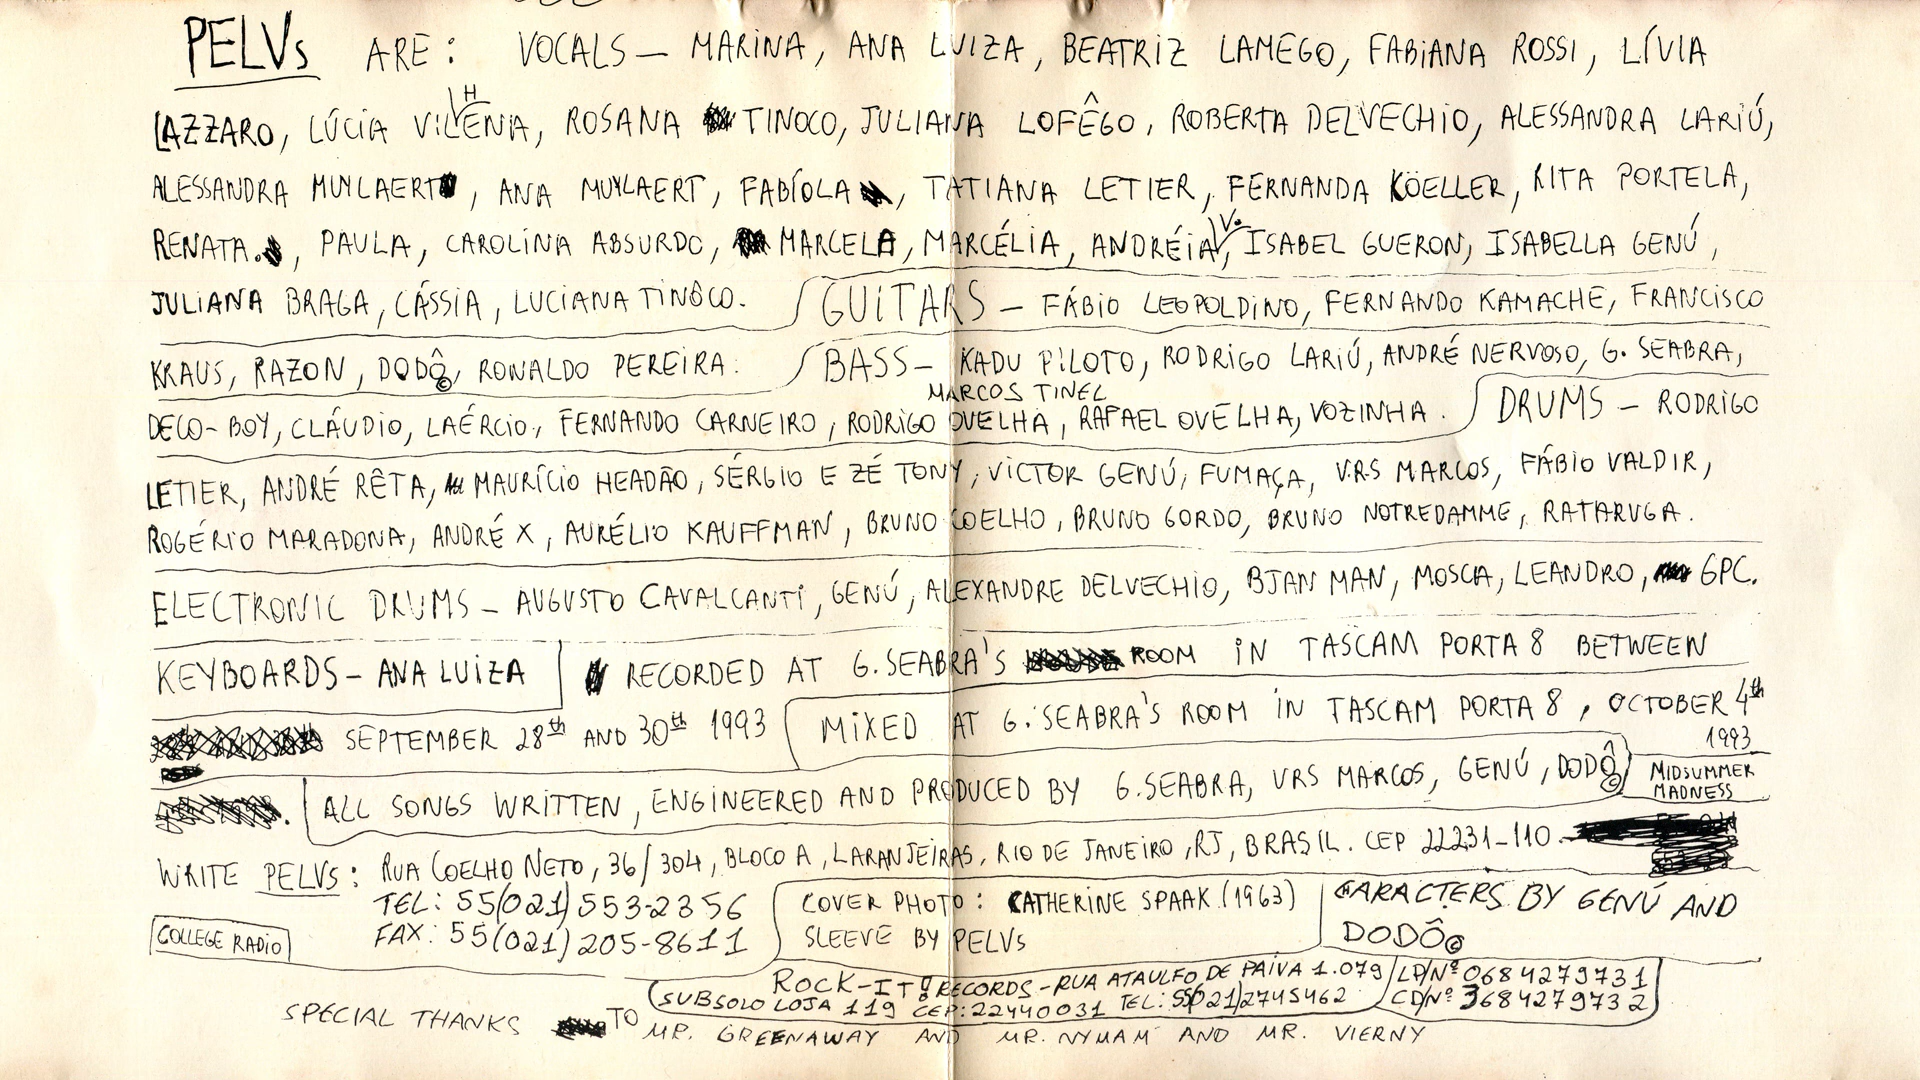 PELVs ARE: VOCALS – MARINA, ANA LUIZA, BEATRIZ LAMEGO, FABIANA ROSSI, LÍVIA
LAZZARO, LÚCIA VILHENA, ROSANA TINOCO, JULIANA LOFÊGO, ROBERTA DELVECHIO, ALESSANDRA LARIÚ,
ALESSANDRA MUYLAERT, ANA MUYLAERT, FABÍOLA, TATIANA LETIER, FERNANDA KÖELLER, RITA PORTELA,
RENATA., PAULA, CAROLINA ABSURDO, MARCELA, MARCÉLIA, ANDRÉIA V., ISABEL GUERON, ISABELLA GENÚ,
JULIANA BRAGA, CÁSSIA, LUCIANA TINÔCO. GUITARS – FÁBIO LEOPOLDINO, FERNANDO KAMACHE, FRANCISCO
KRAUS, RAZON, DODÔ©, RONALDO PEREIRA. BASS – KADU PILOTO, RODRIGO LARIÚ, ANDRÉ NERVOSO, G. SEABRA,
MARCOS TINEL
DECO-BOY, CLÁUDIO, LAÉRCIO, FERNANDO CARNEIRO, RODRIGO OVELHA, RAFAEL OVELHA, VOZINHA. DRUMS – RODRIGO
LETIER, ANDRÉ RÊTA, MAURÍCIO HEADÃO, SÉRGIO E ZÉ TONY, VICTOR GENÚ, FUMAÇA, V.R.S MARCOS, FÁBIO VALDIR,
ROGÉRIO MARADONA, ANDRÉ X, AURÉLIO KAUFFMAN, BRUNO COELHO, BRUNO GORDO, BRUNO NOTREDAMME, RATARUGA.
ELECTRONIC DRUMS – AUGUSTO CAVALCANTI, GENÚ, ALEXANDRE DELVECHIO, BJAN MAN, MOSCA, LEANDRO, GPC.
KEYBOARDS – ANA LUIZA RECORDED AT G. SEABRA'S ROOM IN TASCAM PORTA 8 BETWEEN
SEPTEMBER 28th AND 30th 1993 MIXED AT G. SEABRA'S ROOM IN TASCAM PORTA 8, OCTOBER 4th
1993
ALL SONGS WRITTEN, ENGINEERED AND PRODUCED BY G. SEABRA, VRS MARCOS, GENÚ, DODÔ©
MIDSUMMER
MADNESS
WRITE PELVs: RUA COELHO NETO, 36/304, BLOCO A, LARANJEIRAS, RIO DE JANEIRO, RJ, BRASIL. CEP 22231-110.
TEL: 55(021) 553-2356
FAX: 55(021) 205-8611
COLLEGE RADIO
COVER PHOTO: CATHERINE SPAAK (1963)
SLEEVE BY PELVs
CARACTERS BY GENÚ AND
DODÔ©
ROCK-IT! RECORDS – RUA ATAULFO DE PAIVA 1.079
SUBSOLO LOJA 119 CEP: 22440031 TEL: 55(021)2745462
LP/Nº 0684279731
CD/Nº 3684279732
SPECIAL THANKS TO MR. GREENAWAY AND MR. NYMAM AND MR. VIERNY